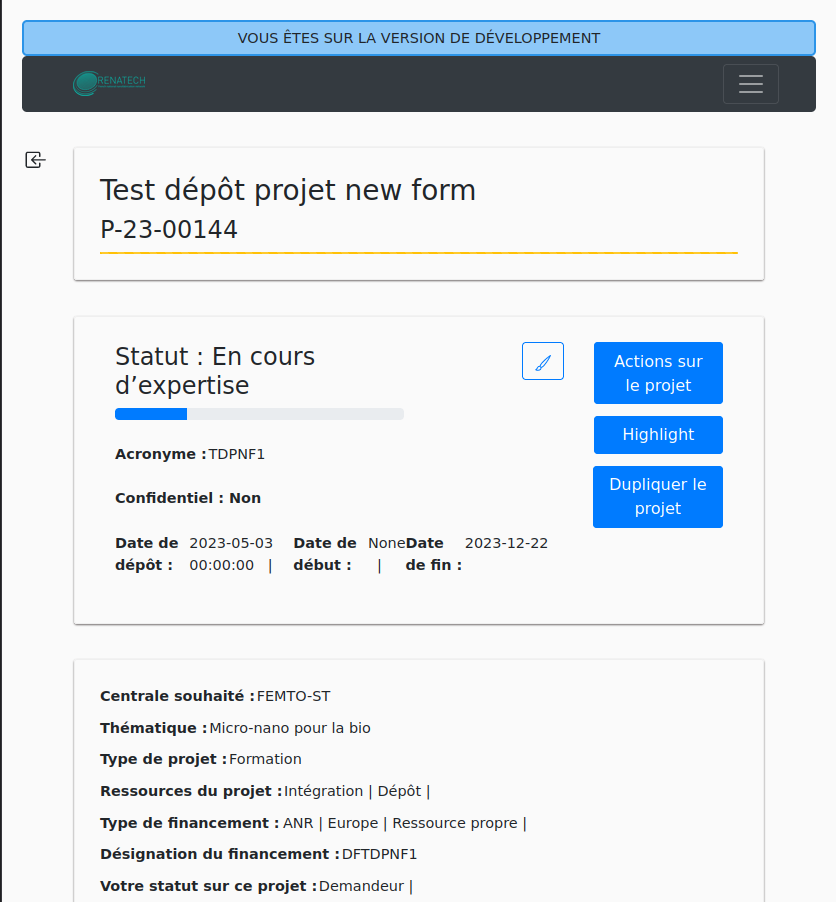 VOUS ÊTES SUR LA VERSION DE DÉVELOPPEMENT
RENATECH
Test dépôt projet new form
P-23-00144
Statut : En cours
d’expertise
Actions sur
le projet
Highlight
Dupliquer le
projet
Acronyme : TDPNF1
Confidentiel : Non
Date de dépôt : 2023-05-03 00:00:00 |
Date de début : None |
Date de fin : 2023-12-22
Centrale souhaité : FEMTO-ST
Thématique : Micro-nano pour la bio
Type de projet : Formation
Ressources du projet : Intégration | Dépôt |
Type de financement : ANR | Europe | Ressource propre |
Désignation du financement : DFTDPNF1
Votre statut sur ce projet : Demandeur |